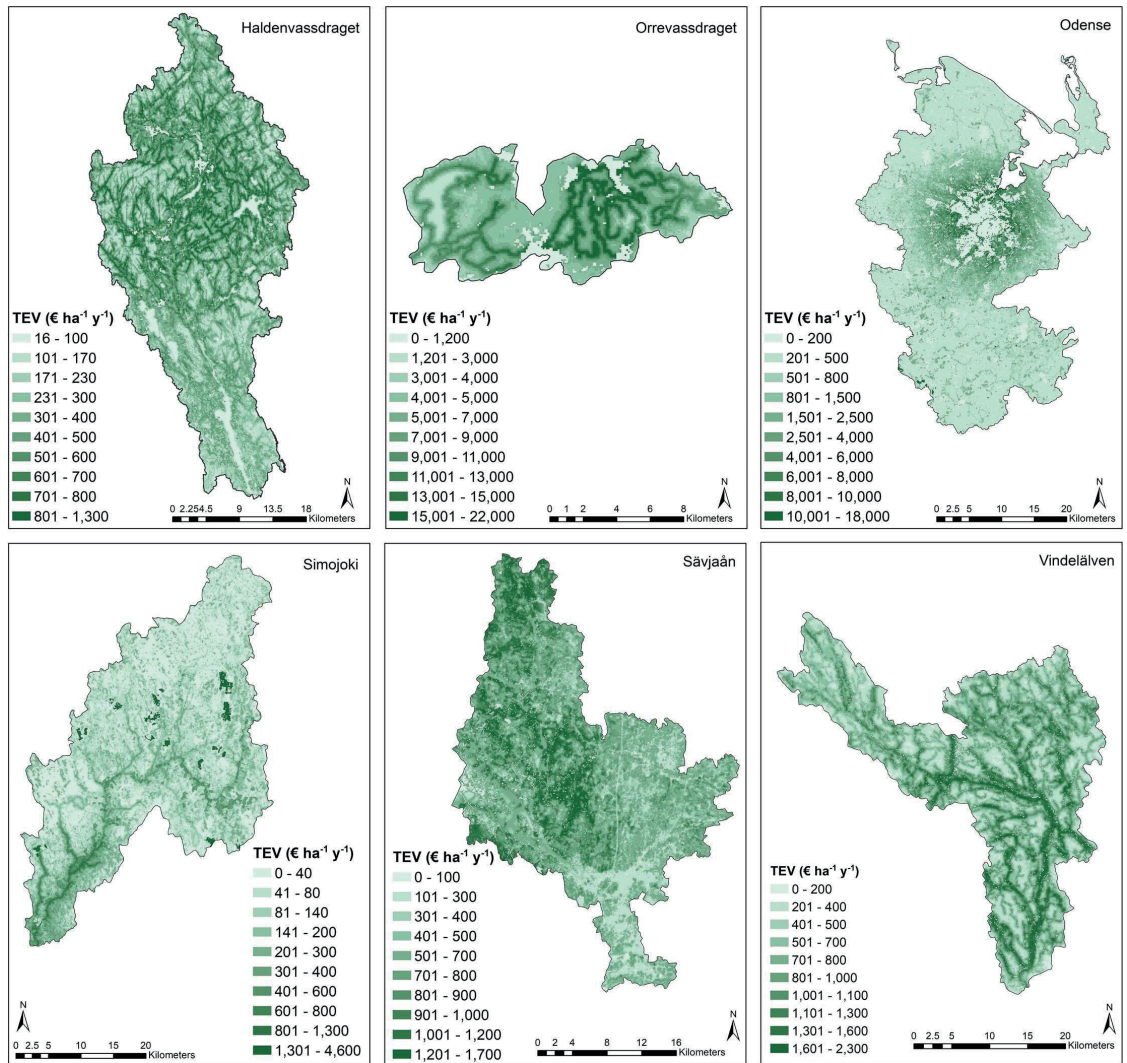 Haldenvassdraget
TEV (€ ha⁻¹ y⁻¹)
16 - 100
101 - 170
171 - 230
231 - 300
301 - 400
401 - 500
501 - 600
601 - 700
701 - 800
801 - 1,300
N
0 2.25 4.5 9 13.5 18
Kilometers
Orrevassdraget
TEV (€ ha⁻¹ y⁻¹)
0 - 1,200
1,201 - 3,000
3,001 - 4,000
4,001 - 5,000
5,001 - 7,000
7,001 - 9,000
9,001 - 11,000
11,001 - 13,000
13,001 - 15,000
15,001 - 22,000
N
0 1 2 4 6 8
Kilometers
Odense
TEV (€ ha⁻¹ y⁻¹)
0 - 200
201 - 500
501 - 800
801 - 1,500
1,501 - 2,500
2,501 - 4,000
4,001 - 6,000
6,001 - 8,000
8,001 - 10,000
10,001 - 18,000
N
0 2.5 5 10 15 20
Kilometers
Simojoki
TEV (€ ha⁻¹ y⁻¹)
0 - 40
41 - 80
81 - 140
141 - 200
201 - 300
301 - 400
401 - 600
601 - 800
801 - 1,300
1,301 - 4,600
N
0 2.5 5 10 15 20
Kilometers
Sävjaån
TEV (€ ha⁻¹ y⁻¹)
0 - 100
101 - 300
301 - 400
401 - 500
501 - 700
701 - 800
801 - 900
901 - 1,000
1,001 - 1,200
1,201 - 1,700
N
0 2 4 8 12 16
Kilometers
Vindelälven
TEV (€ ha⁻¹ y⁻¹)
0 - 200
201 - 400
401 - 500
501 - 700
701 - 800
801 - 1,000
1,001 - 1,100
1,101 - 1,300
1,301 - 1,600
1,601 - 2,300
N
0 2.5 5 10 15 20
Kilometers